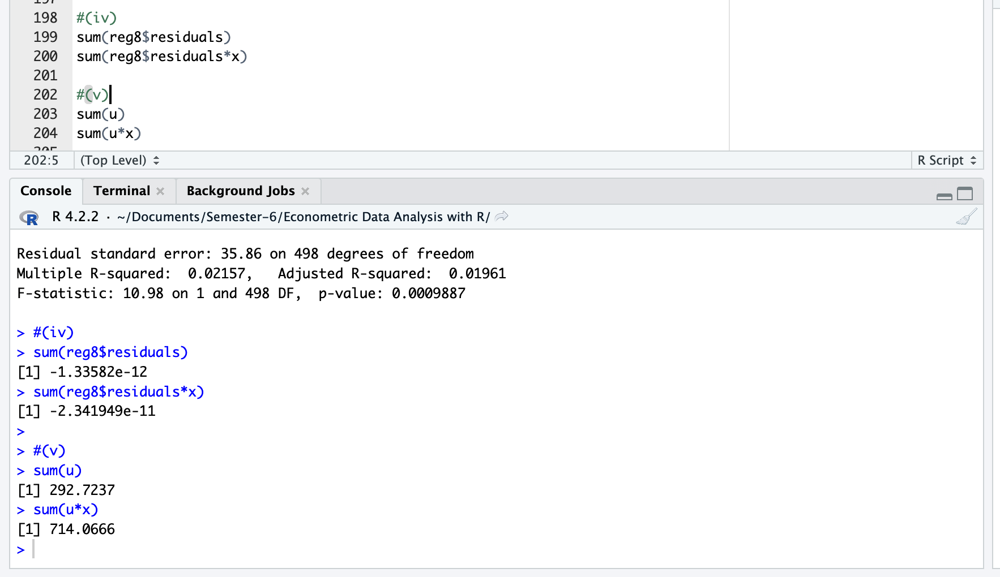 198 #(iv)
199 sum(reg8$residuals)
200 sum(reg8$residuals*x)
201
202 #(v)
203 sum(u)
204 sum(u*x)
202:5 (Top Level) R Script
Console Terminal Background Jobs
R 4.2.2 · ~/Documents/Semester-6/Econometric Data Analysis with R/
Residual standard error: 35.86 on 498 degrees of freedom
Multiple R-squared:  0.02157,   Adjusted R-squared:  0.01961
F-statistic: 10.98 on 1 and 498 DF,  p-value: 0.0009887
> #(iv)
> sum(reg8$residuals)
[1] -1.33582e-12
> sum(reg8$residuals*x)
[1] -2.341949e-11
>
> #(v)
> sum(u)
[1] 292.7237
> sum(u*x)
[1] 714.0666
>